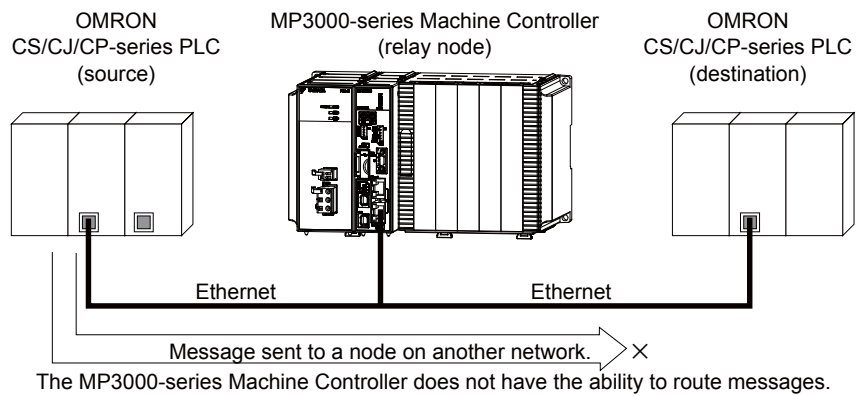 OMRON
CS/CJ/CP-series PLC
(source)
MP3000-series Machine Controller
(relay node)
OMRON
CS/CJ/CP-series PLC
(destination)
Ethernet
Ethernet
Message sent to a node on another network.
×
The MP3000-series Machine Controller does not have the ability to route messages.